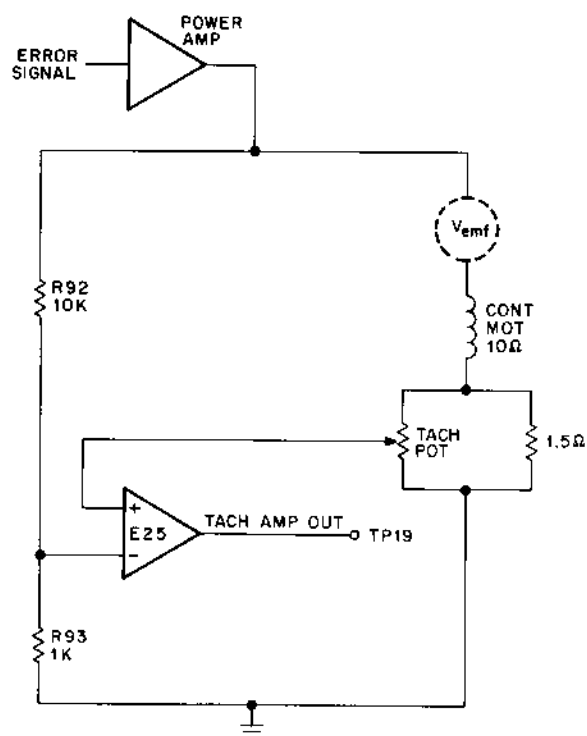 POWER
AMP
ERROR
SIGNAL
Vemf
R92
10K
CONT
MOT
10Ω
TACH
POT
1.5Ω
+
E25
-
TACH AMP OUT
TP19
R93
1K